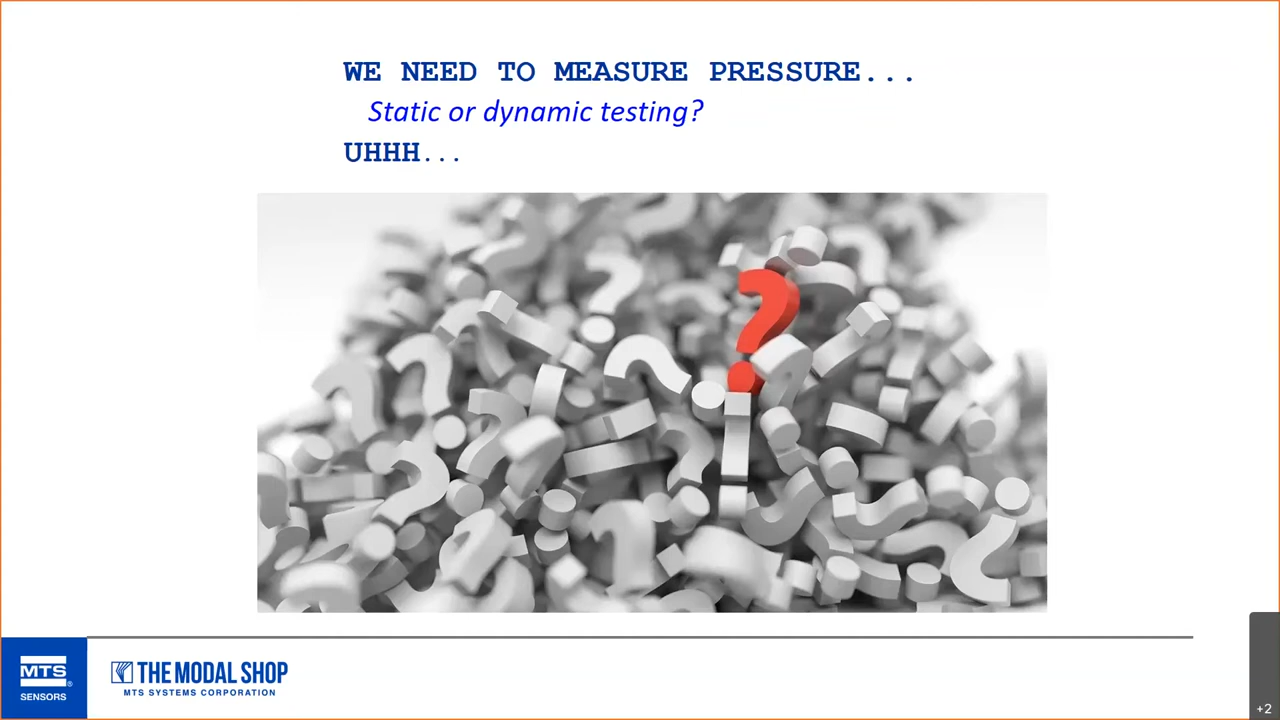 WE NEED TO MEASURE PRESSURE...
Static or dynamic testing?
UHHH...
MTS®
SENSORS
THE MODAL SHOP
MTS SYSTEMS CORPORATION
+2